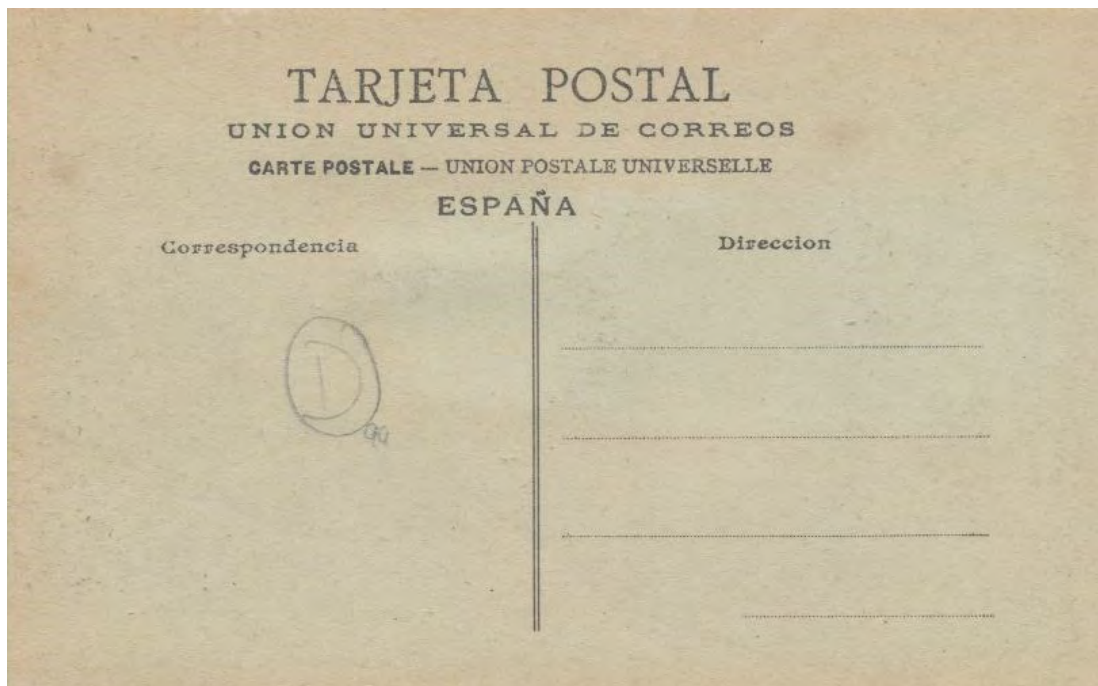 TARJETA POSTAL
UNION UNIVERSAL DE CORREOS
CARTE POSTALE — UNION POSTALE UNIVERSELLE
ESPAÑA
Correspondencia
Direccion
D